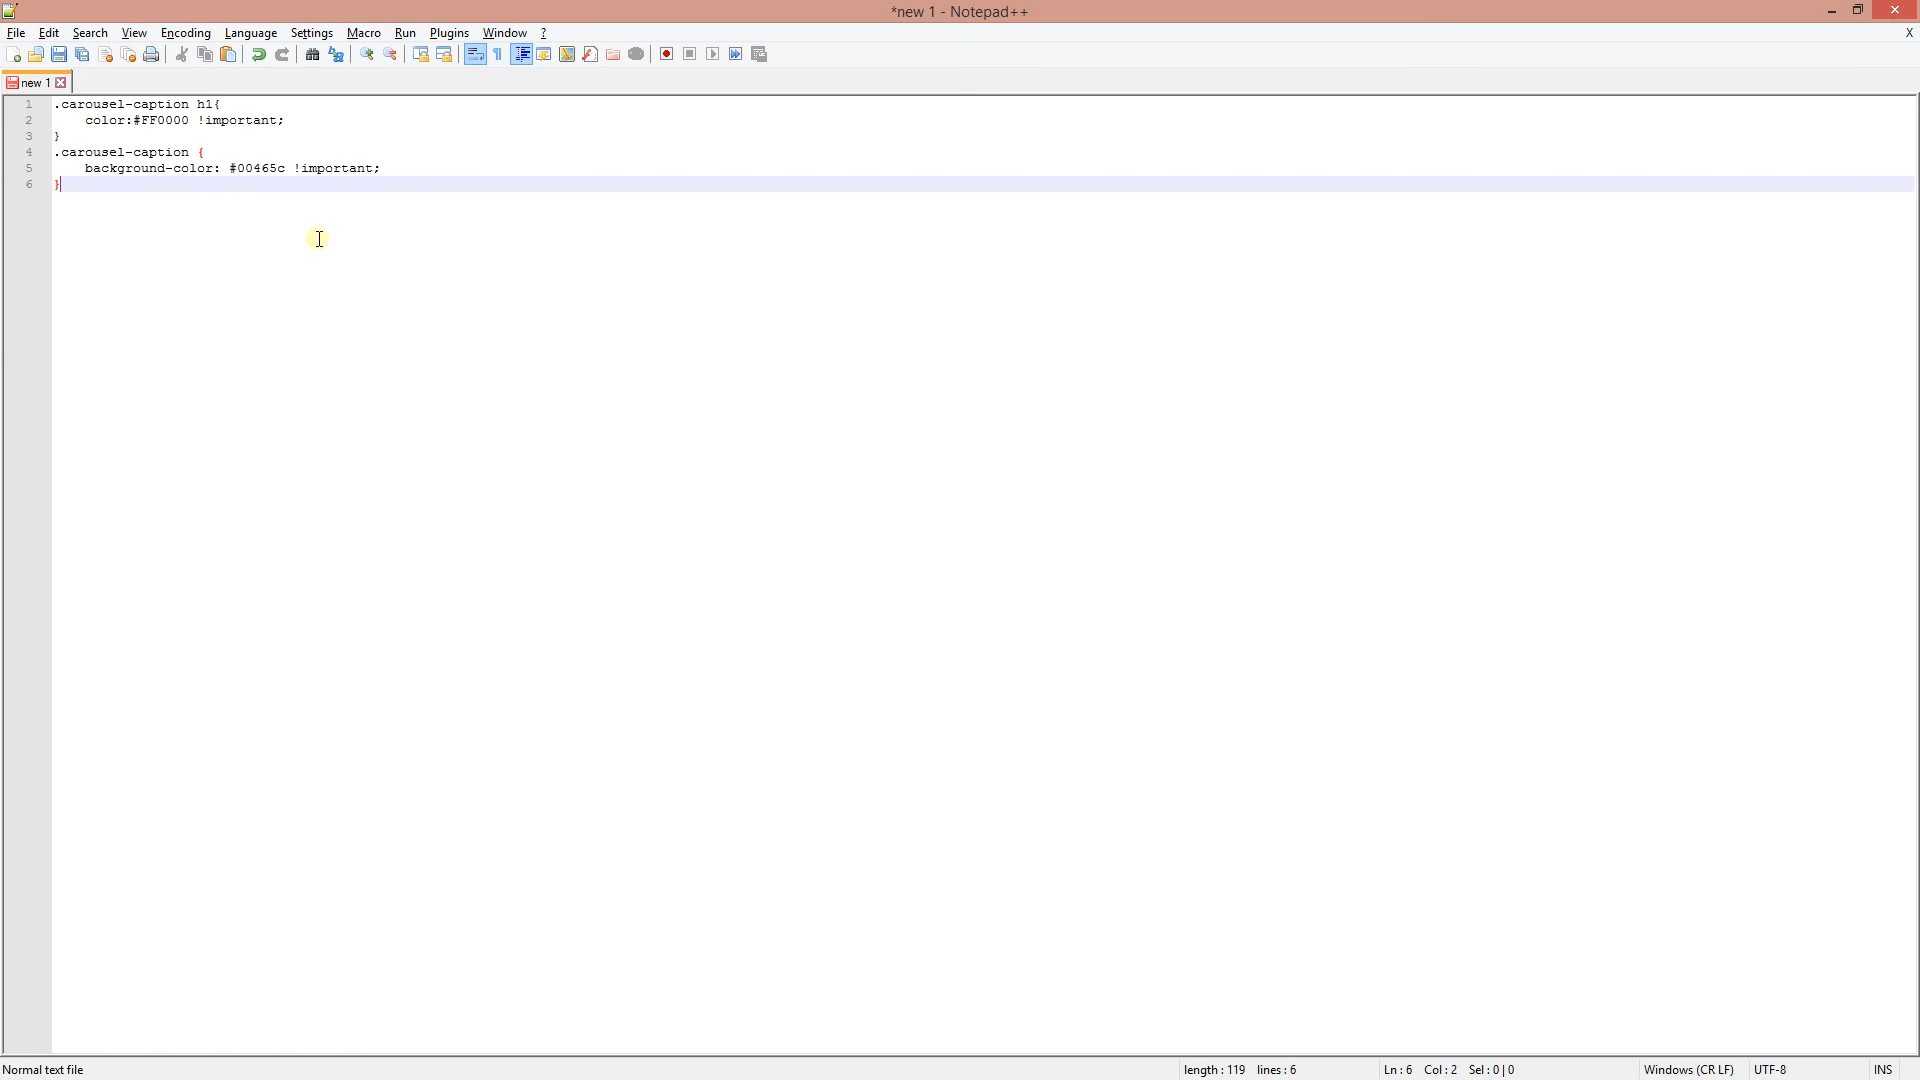 *new 1 - Notepad++
File Edit Search View Encoding Language Settings Macro Run Plugins Window ? X
new 1
1 .carousel-caption h1{
2     color:#FF0000 !important;
3 }
4 .carousel-caption {
5     background-color: #00465c !important;
6 }
Normal text file length : 119 lines : 6 Ln : 6 Col : 2 Sel : 0 | 0 Windows (CR LF) UTF-8 INS